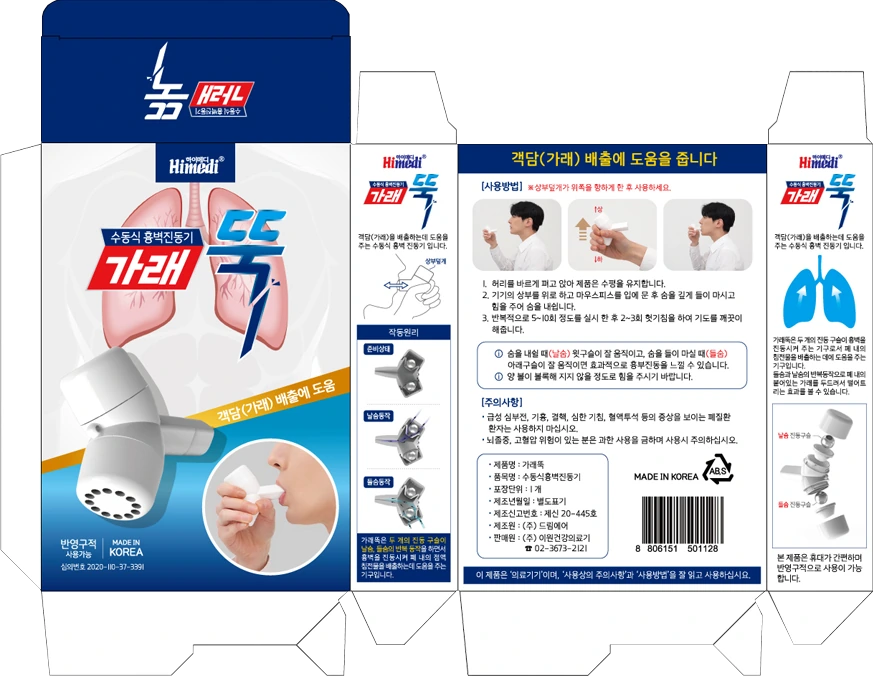 가래
뚝
수동식 흉벽진동기
하이메디
Himedi®
수동식 흉벽진동기
가래
뚝
객담(가래) 배출에 도움
반영구적
사용가능
MADE IN
KOREA
심의번호 2020-I10-37-3391
하이메디
Himedi®
수동식 흉벽진동기
가래
뚝
객담(가래)을 배출하는데 도움을
주는 수동식 흉벽 진동기 입니다.
상부덮개
작동원리
준비상태
날숨동작
들숨동작
가래뚝은 두 개의 진동 구슬이
날숨, 들숨의 반복 동작을 하면서
흉벽을 진동시켜 폐 내의 점액
침전물을 배출하는데 도움을 주는
기구입니다.
객담(가래) 배출에 도움을 줍니다
[사용방법] ※상부덮개가 위쪽을 향하게 한 후 사용하세요.
↑상
↓하
1. 허리를 바르게 펴고 앉아 제품은 수평을 유지합니다.
2. 기기의 상부를 위로 하고 마우스피스를 입에 문 후 숨을 깊게 들이 마시고
힘을 주어 숨을 내쉽니다.
3. 반복적으로 5~10회 정도를 실시 한 후 2~3회 헛기침을 하여 기도를 깨끗이
해줍니다.
ⓘ 숨을 내쉴 때(날숨) 윗구슬이 잘 움직이고, 숨을 들이 마실 때(들숨)
아래구슬이 잘 움직이면 효과적으로 흉부진동을 느낄 수 있습니다.
ⓘ 양 볼이 볼록해 지지 않을 정도로 힘을 주시기 바랍니다.
[주의사항]
· 급성 심부전, 기흉, 결핵, 심한 기침, 혈액투석 등의 증상을 보이는 폐질환
환자는 사용하지 마십시오.
· 뇌졸중, 고혈압 위험이 있는 분은 과한 사용을 금하며 사용시 주의하십시오.
· 제품명 : 가래뚝
· 품목명 : 수동식흉벽진동기
· 포장단위 : 1 개
· 제조년월일 : 별도표기
· 제조신고번호 : 제신 20-445호
· 제조원 : (주) 드림에어
· 판매원 : (주) 이원건강의료기
☎ 02-3673-2121
MADE IN KOREA
A.B.S
8 806151 501128
이 제품은 '의료기기'이며, '사용상의 주의사항'과 '사용방법'을 잘 읽고 사용하십시오.
하이메디
Himedi®
수동식 흉벽진동기
가래
뚝
객담(가래)을 배출하는데 도움을
주는 수동식 흉벽 진동기 입니다.
가래뚝은 두 개의 진동 구슬이 흉벽을
진동시켜 주는 기구로서 폐 내의
침전물을 배출하는 데에 도움을 주는
기구입니다.
들숨과 날숨의 반복동작으로 폐 내의
붙어있는 가래를 두드려서 떨어트
리는 효과를 볼 수 있습니다.
날숨 진동구슬
들숨 진동구슬
본 제품은 휴대가 간편하며
반영구적으로 사용이 가능
합니다.